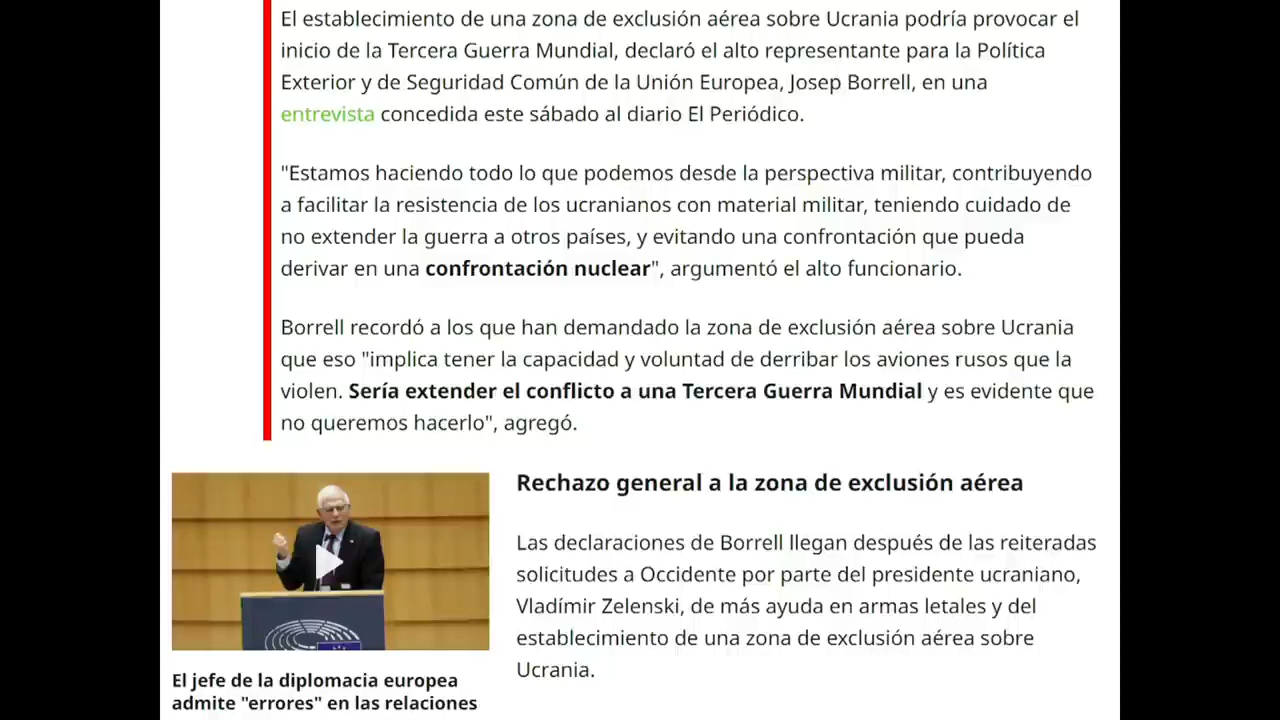 El establecimiento de una zona de exclusión aérea sobre Ucrania podría provocar el
inicio de la Tercera Guerra Mundial, declaró el alto representante para la Política
Exterior y de Seguridad Común de la Unión Europea, Josep Borrell, en una
entrevista concedida este sábado al diario El Periódico.
"Estamos haciendo todo lo que podemos desde la perspectiva militar, contribuyendo
a facilitar la resistencia de los ucranianos con material militar, teniendo cuidado de
no extender la guerra a otros países, y evitando una confrontación que pueda
derivar en una confrontación nuclear", argumentó el alto funcionario.
Borrell recordó a los que han demandado la zona de exclusión aérea sobre Ucrania
que eso "implica tener la capacidad y voluntad de derribar los aviones rusos que la
violen. Sería extender el conflicto a una Tercera Guerra Mundial y es evidente que
no queremos hacerlo", agregó.
El jefe de la diplomacia europea
admite "errores" en las relaciones
Rechazo general a la zona de exclusión aérea
Las declaraciones de Borrell llegan después de las reiteradas
solicitudes a Occidente por parte del presidente ucraniano,
Vladímir Zelenski, de más ayuda en armas letales y del
establecimiento de una zona de exclusión aérea sobre
Ucrania.